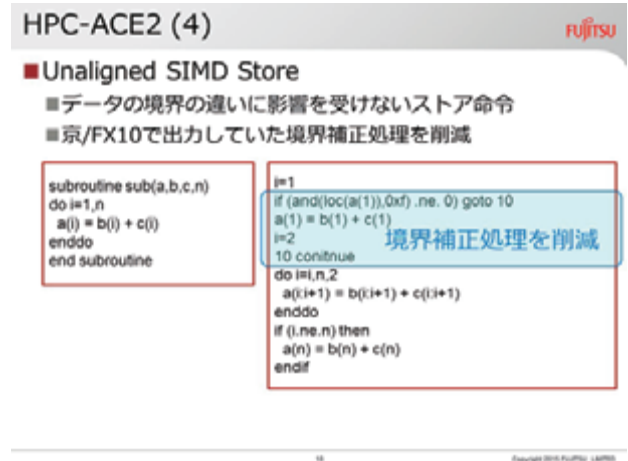 HPC-ACE2 (4)
FUJITSU
■Unaligned SIMD Store
■データの境界の違いに影響を受けないストア命令
■京/FX10で出力していた境界補正処理を削減
subroutine sub(a,b,c,n)
do i=1,n
a(i) = b(i) + c(i)
enddo
end subroutine
i=1
if (and(loc(a(1)),0xf) .ne. 0) goto 10
a(1) = b(1) + c(1)
i=2
境界補正処理を削減
10 conitnue
do i=i,n,2
a(i:i+1) = b(i:i+1) + c(i:i+1)
enddo
if (i.ne.n) then
a(n) = b(n) + c(n)
endif
Copyright 2015 FUJITSU LIMITED